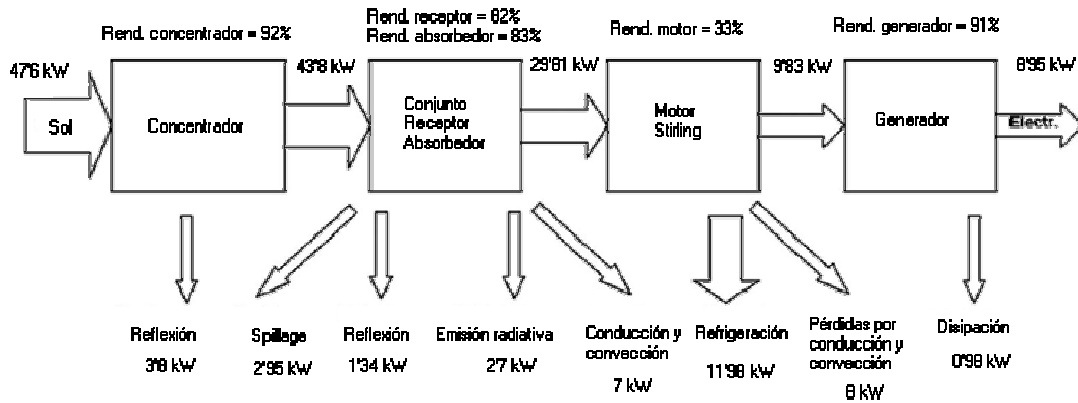 Rend. concentrador = 92%
Rend. receptor = 82%
Rend. absorbedor = 83%
Rend. motor = 33%
Rend. generador = 91%
47'6 kW
43'8 kW
29'81 kW
9'83 kW
8'95 kW
Sol
Concentrador
Conjunto
Receptor
Absorbedor
Motor
Stirling
Generador
Electr.
Reflexión
3'8 kW
Spillage
2'95 kW
Reflexión
1'34 kW
Emisión radiativa
2'7 kW
Conducción y
convección
7 kW
Refrigeración
11'98 kW
Pérdidas por
conducción y
convección
8 kW
Disipación
0'98 kW